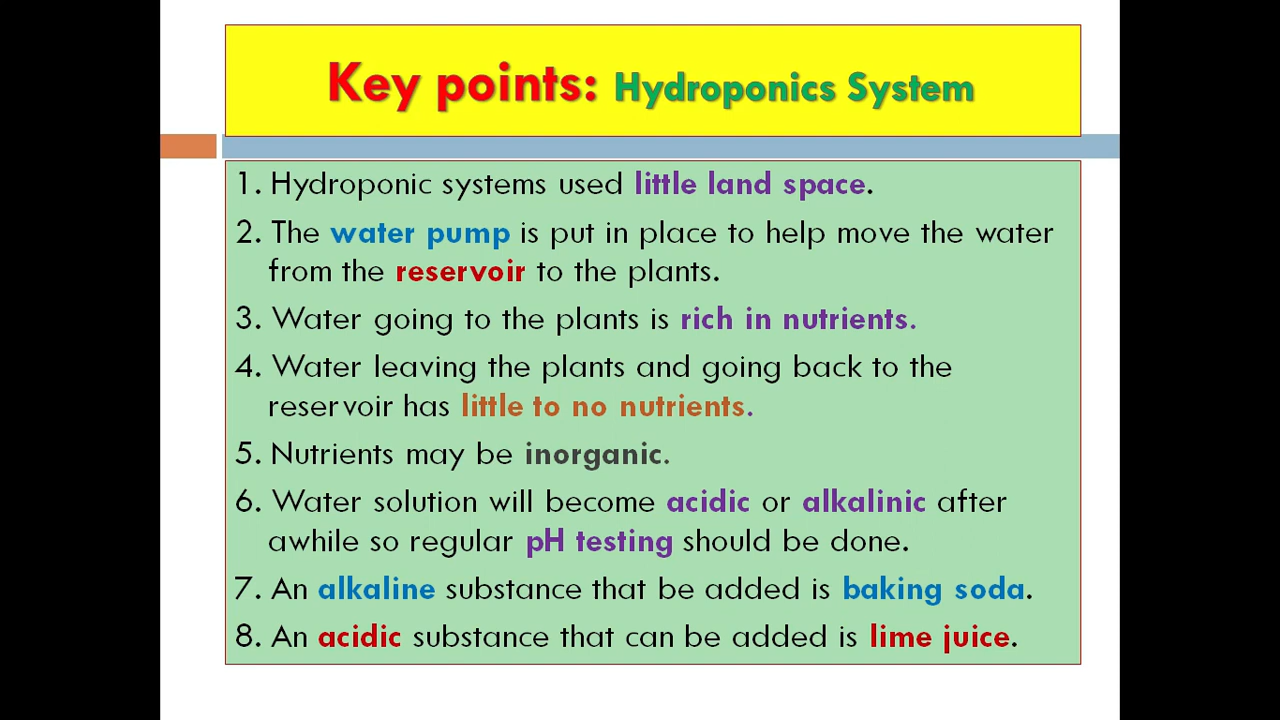 Key points: Hydroponics System
1. Hydroponic systems used little land space.
2. The water pump is put in place to help move the water
from the reservoir to the plants.
3. Water going to the plants is rich in nutrients.
4. Water leaving the plants and going back to the
reservoir has little to no nutrients.
5. Nutrients may be inorganic.
6. Water solution will become acidic or alkalinic after
awhile so regular pH testing should be done.
7. An alkaline substance that be added is baking soda.
8. An acidic substance that can be added is lime juice.